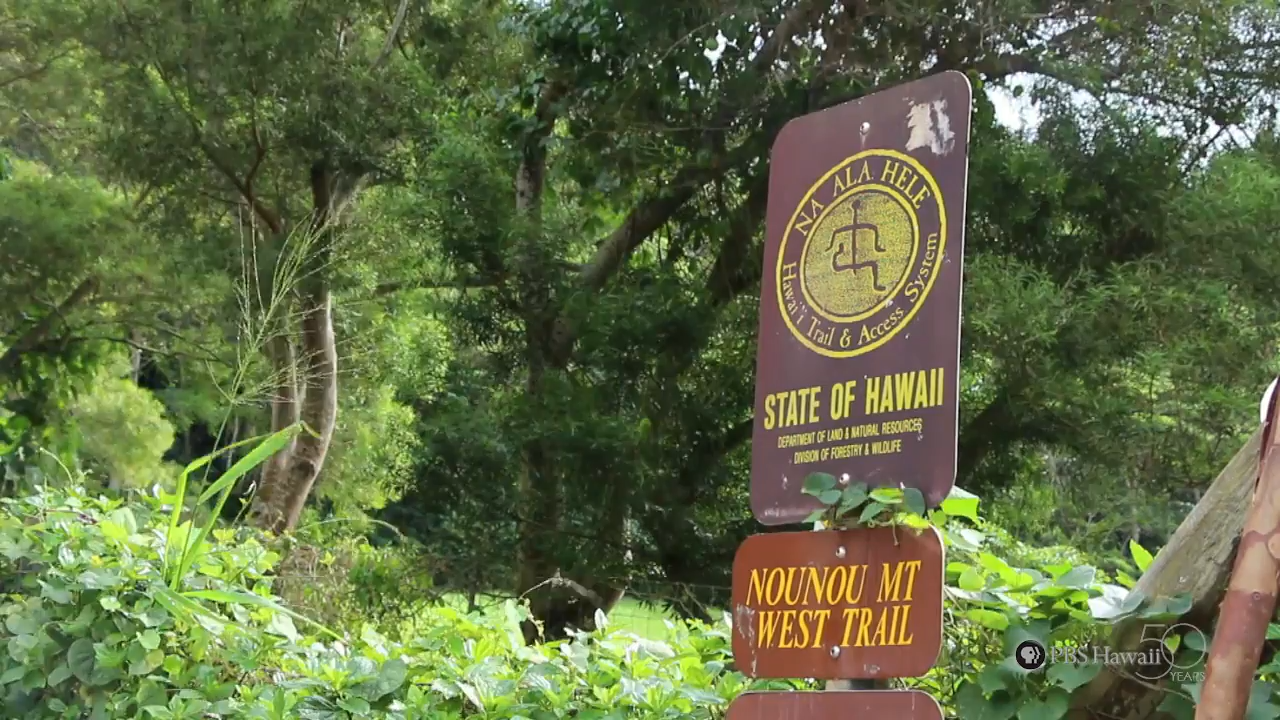 NA ALA HELE
Hawai'i Trail & Access System
STATE OF HAWAII
DEPARTMENT OF LAND & NATURAL RESOURCES
DIVISION OF FORESTRY & WILDLIFE
NOUNOU MT
WEST TRAIL
PBS Hawaii 50
YEARS